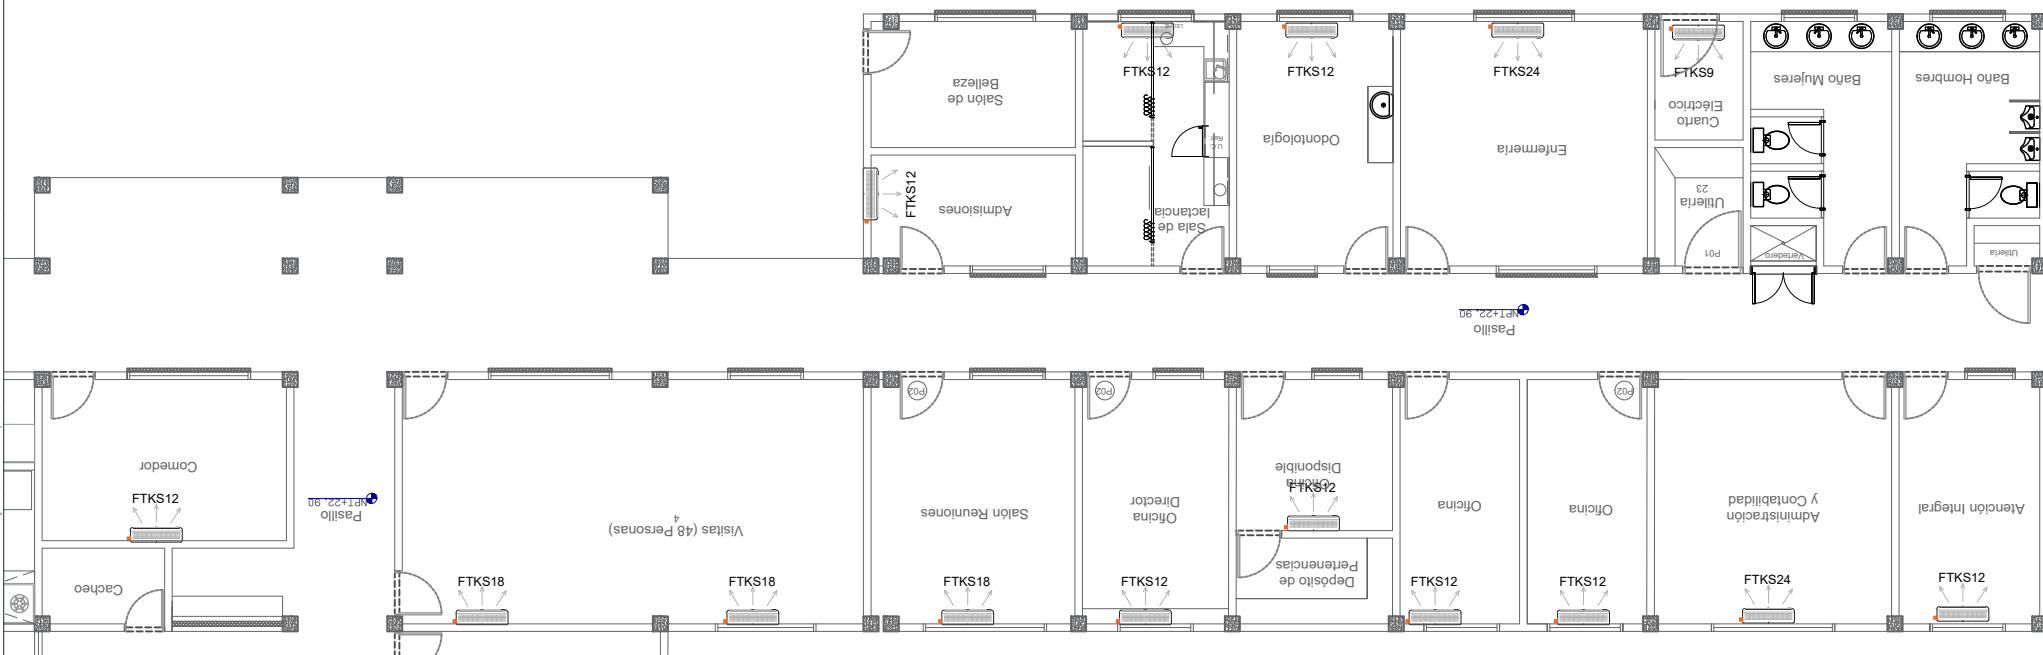 FTKS12
FTKS12
FTKS24
FTKS9
Salón de
Belleza
Cuarto
Eléctrico
Baño Mujeres
Baño Hombres
Odontología
Enfermería
FTKS12
Admisiones
Sala de
lactancia
Utilería
23
P01
Vertedero
Utilería
Pasillo
NPT+22.90
P02
P02
P02
Comedor
FTKS12
Pasillo
NPT+22.90
Cacheo
Visitas (48 Personas)
4
FTKS18
FTKS18
Salón Reuniones
FTKS18
Oficina
Director
FTKS12
Oficina
Disponible
FTKS12
Depósito de
Pertenencias
Oficina
FTKS12
Oficina
FTKS12
Administración
y Contabilidad
FTKS24
Atención Integral
FTKS12